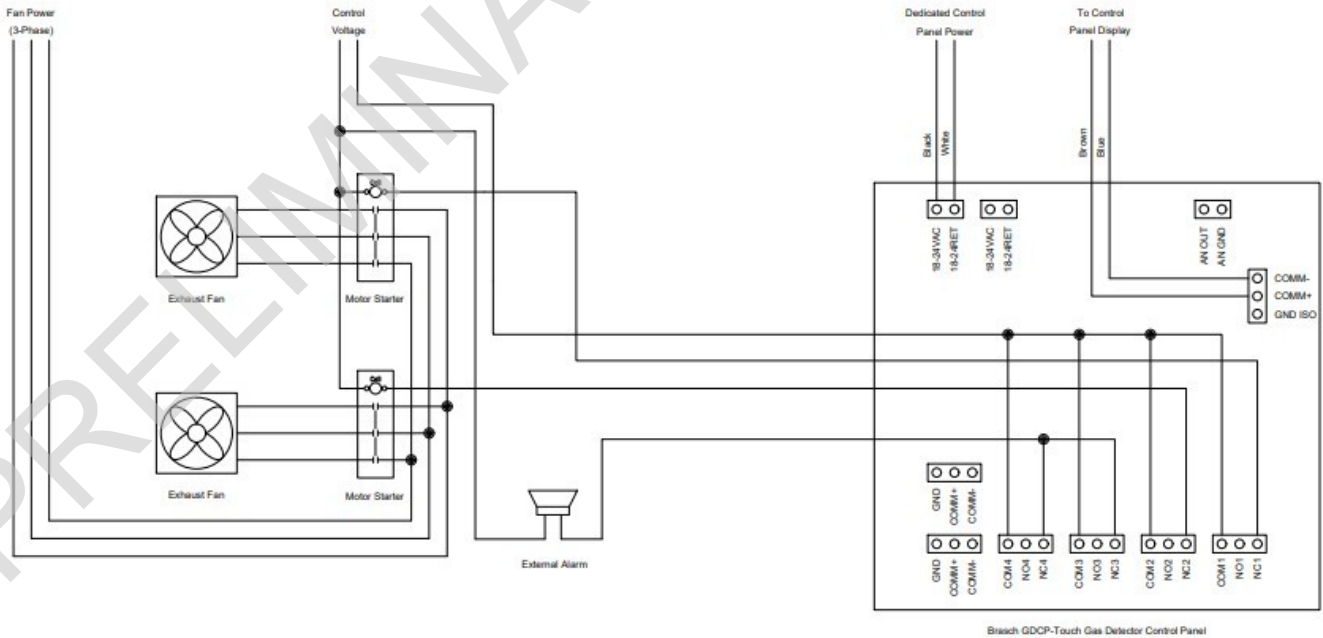 Fan Power
(3-Phase)
Control
Voltage
Dedicated Control
Panel Power
To Control
Panel Display
Black
White
Brown
Blue
PRELIMINA
Coil
Exhaust Fan
Motor Starter
18-24VAC
18-24RET
18-24VAC
18-24RET
AN OUT
AN GND
COMM-
COMM+
GND ISO
Coil
Exhaust Fan
Motor Starter
External Alarm
GND
COMM+
COMM-
GND
COMM+
COMM-
COM4
NO4
NC4
COM3
NO3
NC3
COM2
NO2
NC2
COM1
NO1
NC1
Brasch GDCP-Touch Gas Detector Control Panel